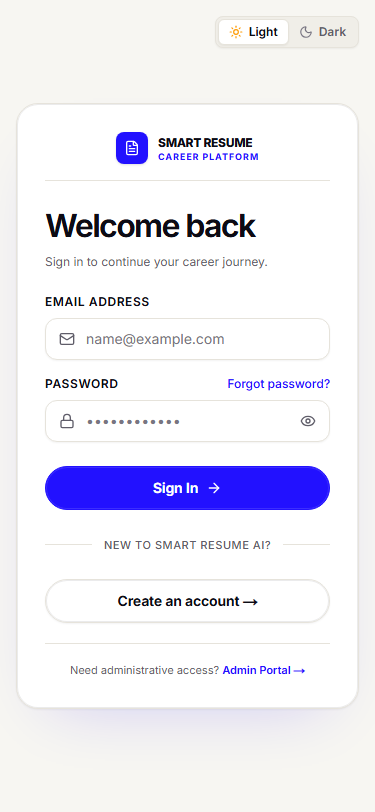 Light Dark
SMART RESUME
CAREER PLATFORM
Welcome back
Sign in to continue your career journey.
EMAIL ADDRESS
name@example.com
PASSWORD Forgot password?
••••••••••••
Sign In →
NEW TO SMART RESUME AI?
Create an account →
Need administrative access? Admin Portal →